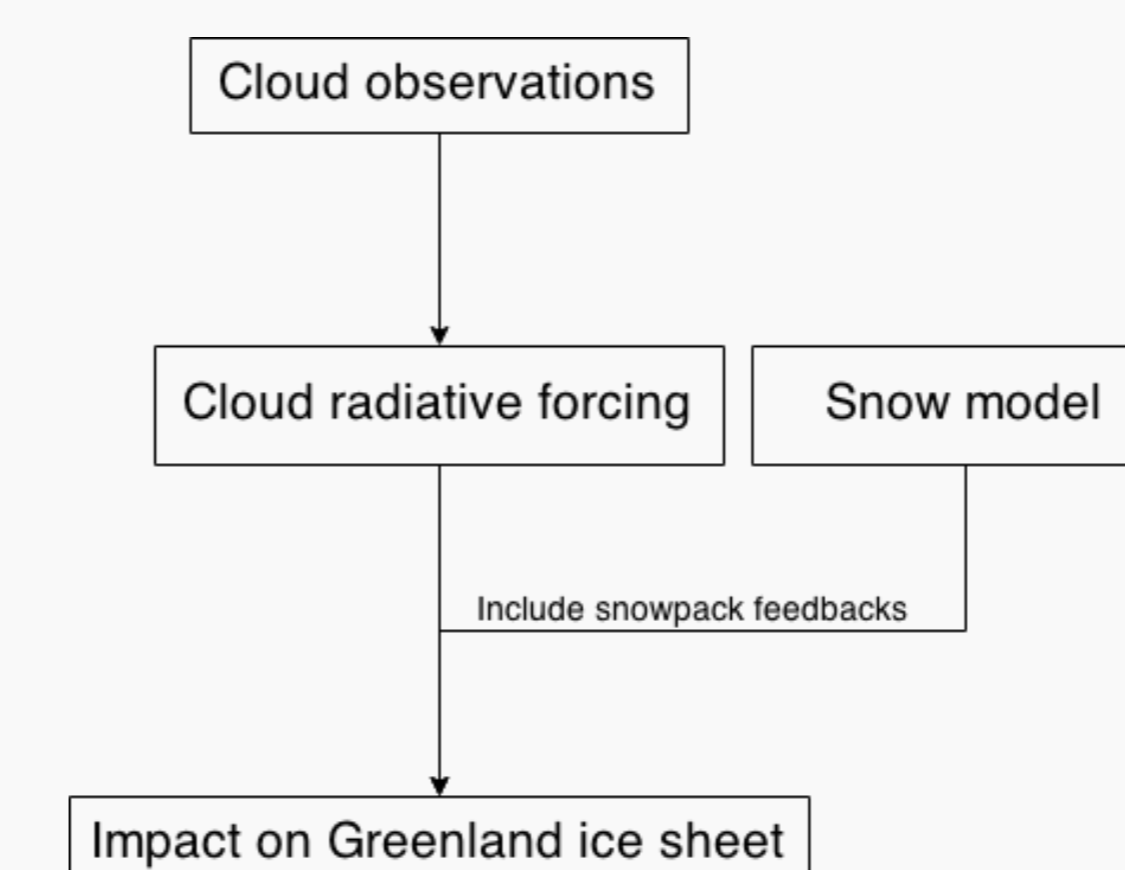 Cloud observations
Cloud radiative forcing
Snow model
Include snowpack feedbacks
Impact on Greenland ice sheet